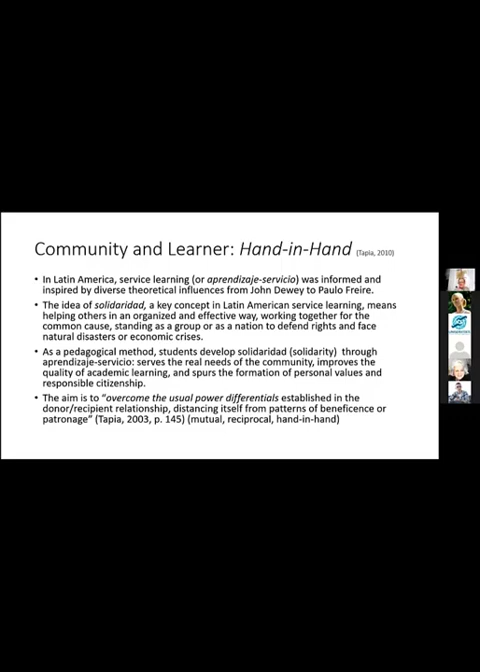 Community and Learner: Hand-in-Hand (Tapia, 2010)
• In Latin America, service learning (or aprendizaje-servicio) was informed and
inspired by diverse theoretical influences from John Dewey to Paulo Freire.
• The idea of solidaridad, a key concept in Latin American service learning, means
helping others in an organized and effective way, working together for the
common cause, standing as a group or as a nation to defend rights and face
natural disasters or economic crises.
• As a pedagogical method, students develop solidaridad (solidarity) through
aprendizaje-servicio: serves the real needs of the community, improves the
quality of academic learning, and spurs the formation of personal values and
responsible citizenship.
• The aim is to "overcome the usual power differentials established in the
donor/recipient relationship, distancing itself from patterns of beneficence or
patronage" (Tapia, 2003, p. 145) (mutual, reciprocal, hand-in-hand)